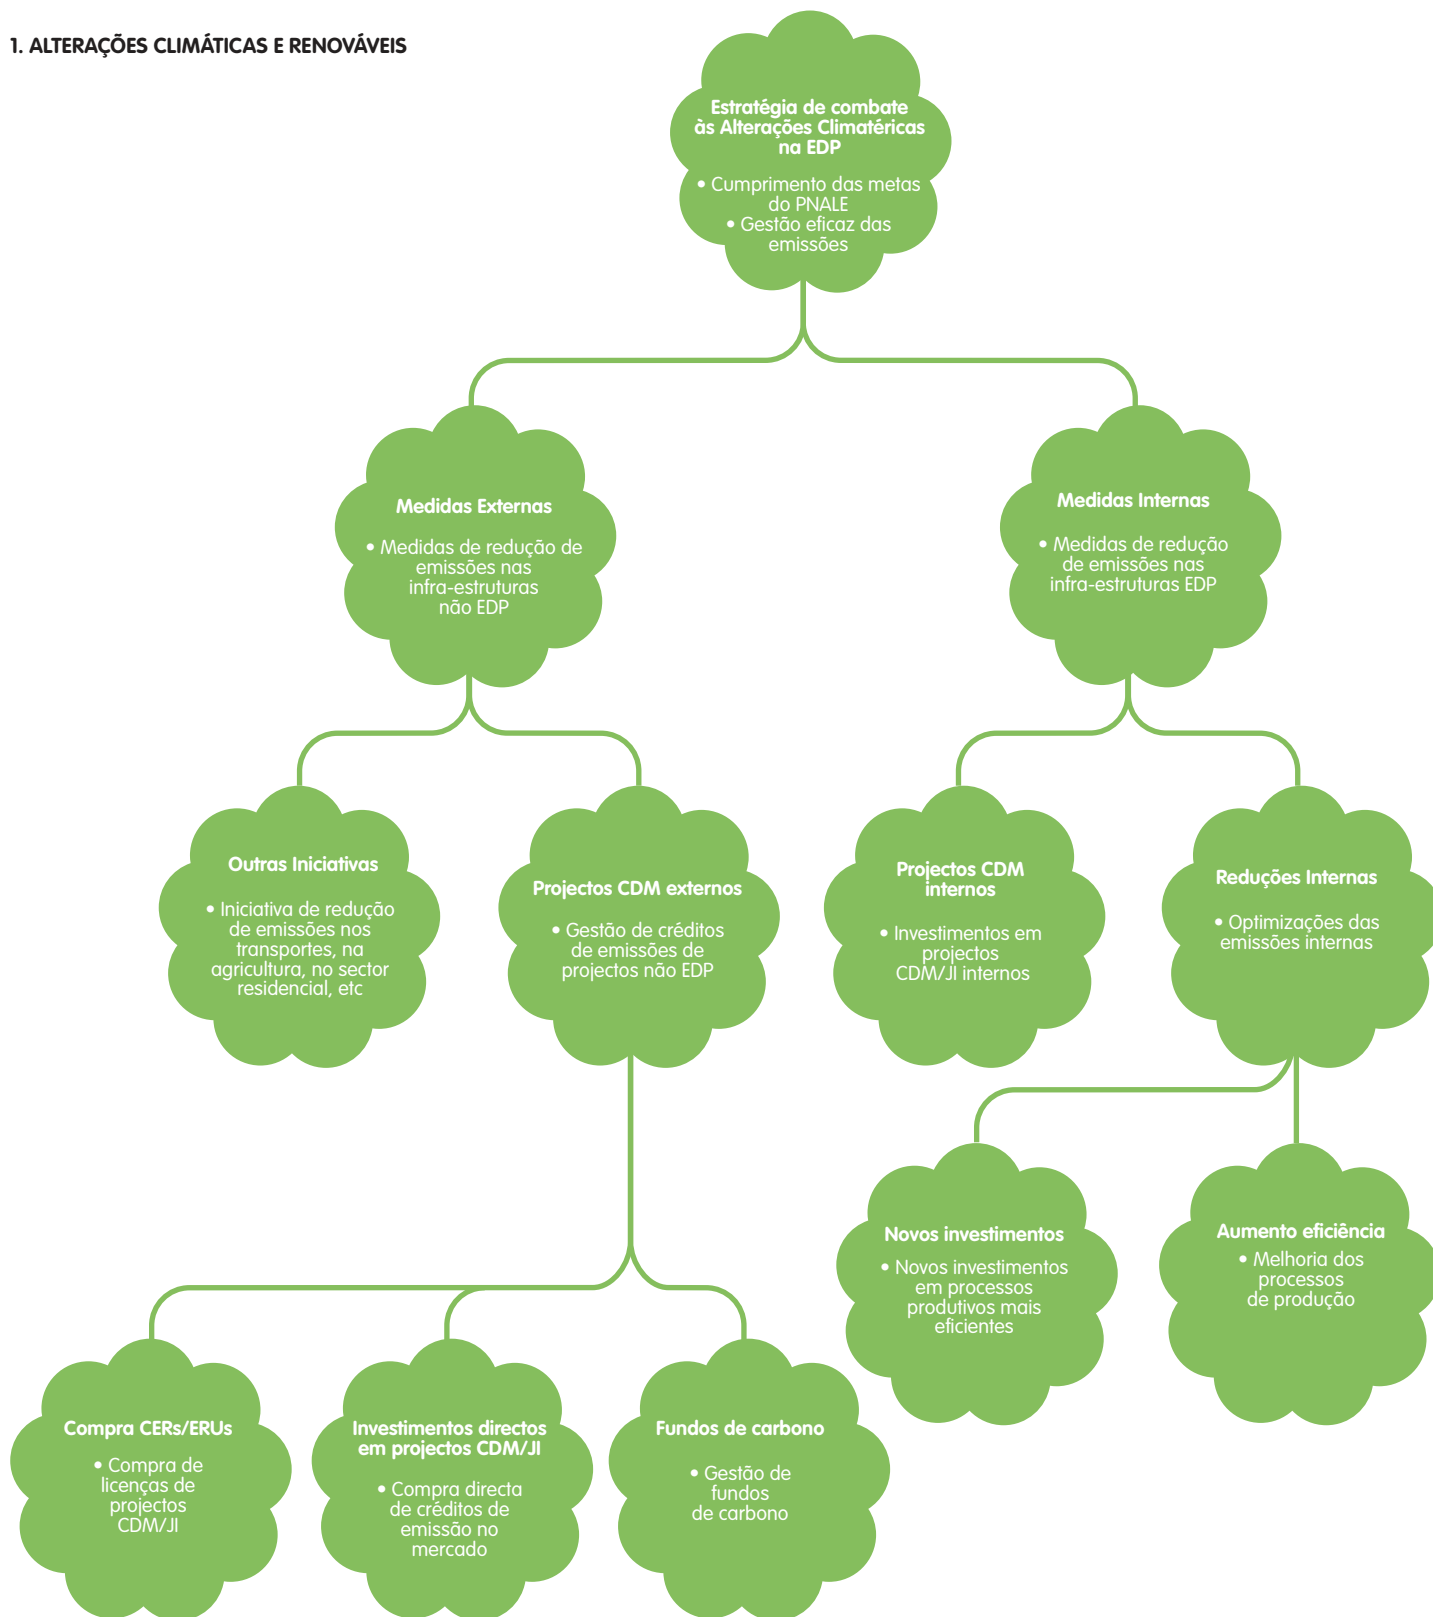 1. ALTERAÇÕES CLIMÁTICAS E RENOVÁVEIS
Estratégia de combate
às Alterações Climatéricas
na EDP
• Cumprimento das metas
do PNALE
• Gestão eficaz das
emissões
Medidas Externas
• Medidas de redução de
emissões nas
infra-estruturas
não EDP
Medidas Internas
• Medidas de redução
de emissões nas
infra-estruturas EDP
Outras Iniciativas
• Iniciativa de redução
de emissões nos
transportes, na
agricultura, no sector
residencial, etc
Projectos CDM externos
• Gestão de créditos
de emissões de
projectos não EDP
Projectos CDM
internos
• Investimentos em
projectos
CDM/JI internos
Reduções Internas
• Optimizações das
emissões internas
Novos investimentos
• Novos investimentos
em processos
produtivos mais
eficientes
Aumento eficiência
• Melhoria dos
processos
de produção
Compra CERs/ERUs
• Compra de
licenças de
projectos
CDM/JI
Investimentos directos
em projectos CDM/JI
• Compra directa
de créditos de
emissão no
mercado
Fundos de carbono
• Gestão de
fundos
de carbono